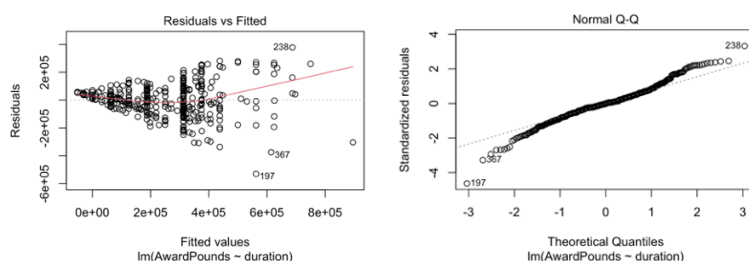 Residuals vs Fitted
Residuals
2e+05
-2e+05
-6e+05
238
367
197
0e+00 2e+05 4e+05 6e+05 8e+05
Fitted values
lm(AwardPounds ~ duration)
Normal Q-Q
Standardized residuals
4
2
0
-2
-4
238
367
197
-3 -2 -1 0 1 2 3
Theoretical Quantiles
lm(AwardPounds ~ duration)